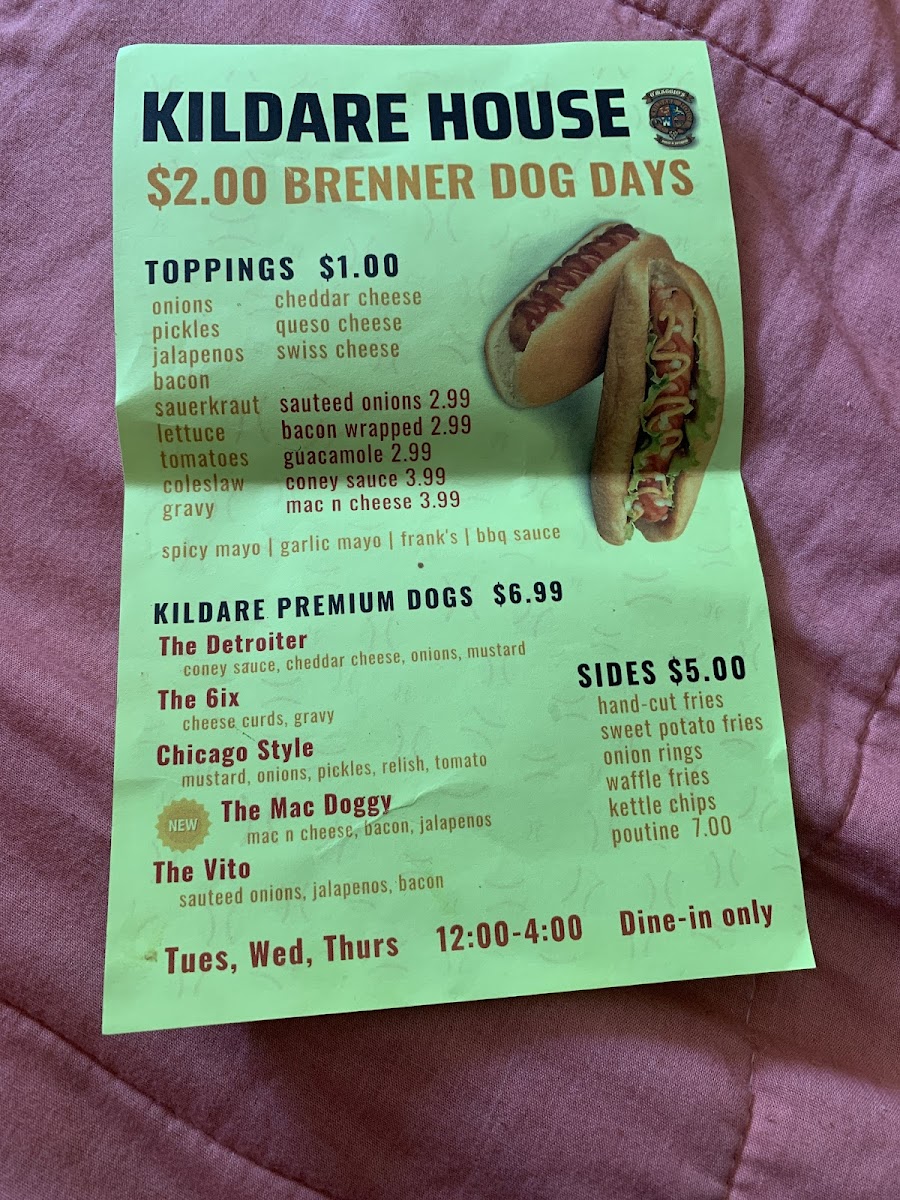 KILDARE HOUSE
$2.00 BRENNER DOG DAYS
TOPPINGS $1.00
onions
pickles
jalapenos
bacon
sauerkraut
lettuce
tomatoes
coleslaw
gravy
cheddar cheese
queso cheese
swiss cheese
sauteed onions 2.99
bacon wrapped 2.99
guacamole 2.99
coney sauce 3.99
mac n cheese 3.99
spicy mayo | garlic mayo | frank's | bbq sauce
KILDARE PREMIUM DOGS $6.99
The Detroiter
coney sauce, cheddar cheese, onions, mustard
The 6ix
cheese curds, gravy
Chicago Style
mustard, onions, pickles, relish, tomato
NEW
The Mac Doggy
mac n cheese, bacon, jalapenos
The Vito
sauteed onions, jalapenos, bacon
SIDES $5.00
hand-cut fries
sweet potato fries
onion rings
waffle fries
kettle chips
poutine 7.00
Tues, Wed, Thurs 12:00-4:00 Dine-in only